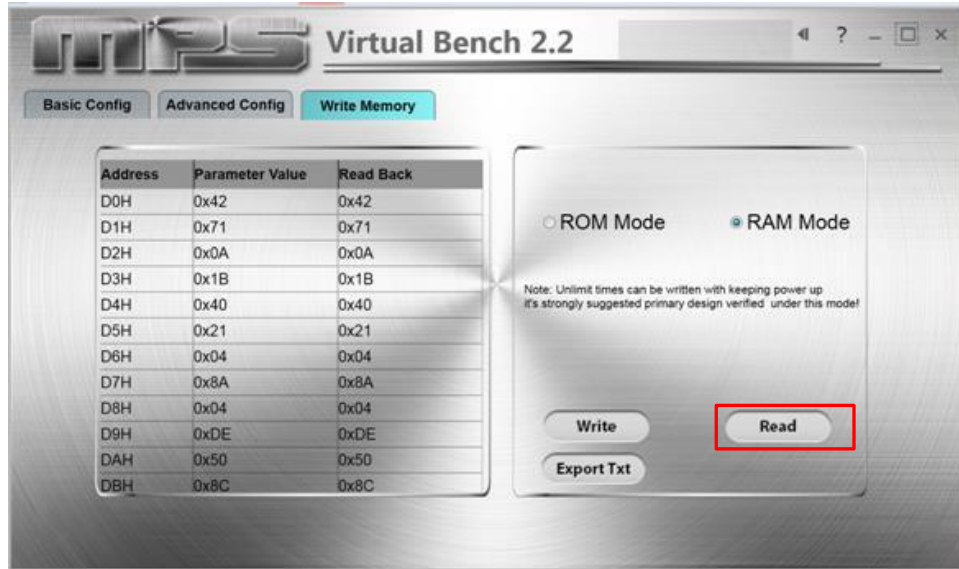 MPS Virtual Bench 2.2
Basic Config Advanced Config Write Memory
Address Parameter Value Read Back
D0H 0x42 0x42
D1H 0x71 0x71
D2H 0x0A 0x0A
D3H 0x1B 0x1B
D4H 0x40 0x40
D5H 0x21 0x21
D6H 0x04 0x04
D7H 0x8A 0x8A
D8H 0x04 0x04
D9H 0xDE 0xDE
DAH 0x50 0x50
DBH 0x8C 0x8C
ROM Mode RAM Mode
Note: Unlimit times can be written with keeping power up
it's strongly suggested primary design verified under this mode!
Write Read
Export Txt